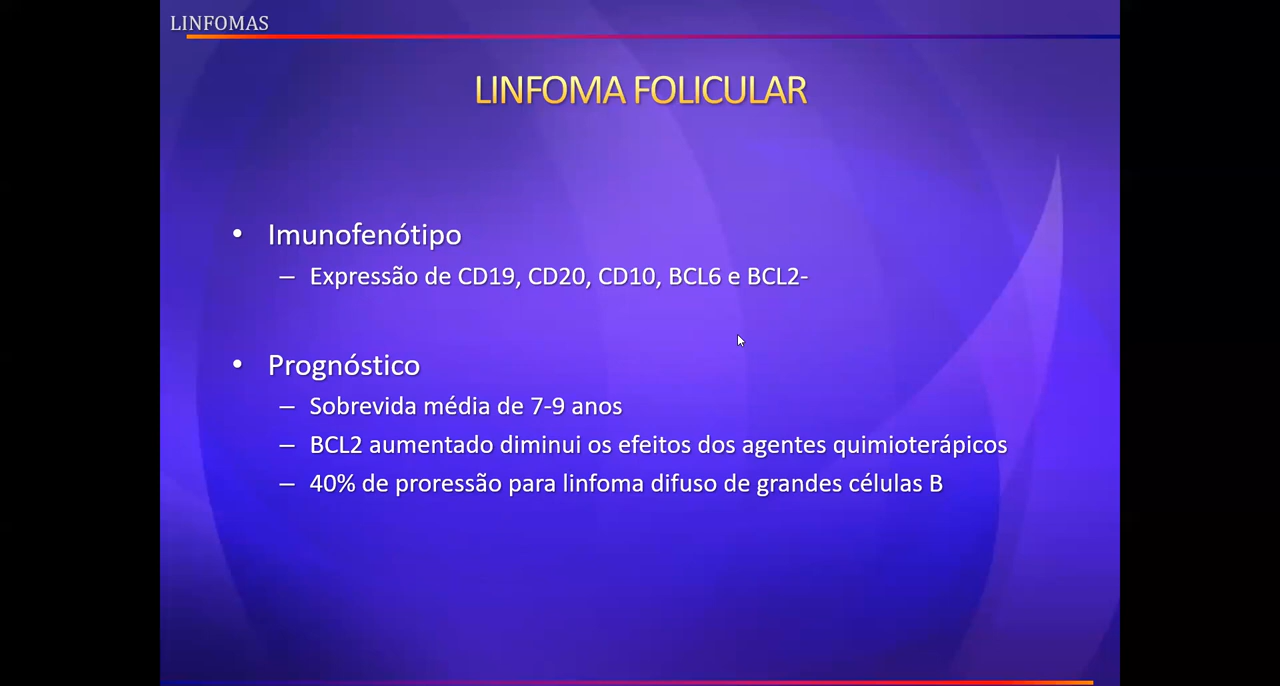 LINFOMAS
LINFOMA FOLICULAR
• Imunofenótipo
– Expressão de CD19, CD20, CD10, BCL6 e BCL2-
• Prognóstico
– Sobrevida média de 7-9 anos
– BCL2 aumentado diminui os efeitos dos agentes quimioterápicos
– 40% de proressão para linfoma difuso de grandes células B